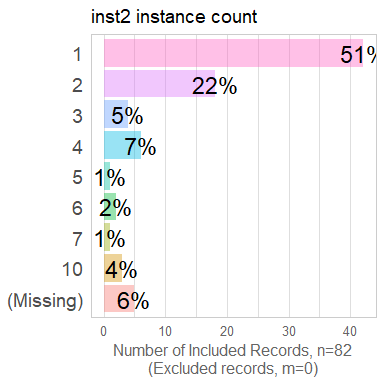 inst2 instance count
1 51%
2 22%
3 5%
4 7%
5 1%
6 2%
7 1%
10 4%
(Missing) 6%
0 10 20 30 40
Number of Included Records, n=82
(Excluded records, m=0)